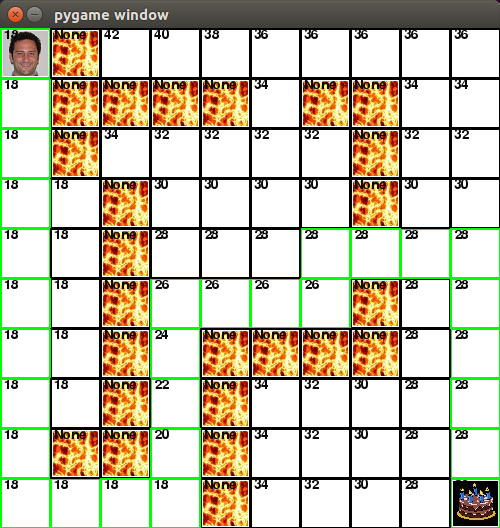 pygame window
18 None 42 40 38 36 36 36 36 36
18 None None None None 34 None None 34 34
18 None 34 32 32 32 32 None 32 32
18 18 None 30 30 30 30 None 30 30
18 18 None 28 28 28 28 28 28 28
18 18 None 26 26 26 26 None 28 28
18 18 None 24 None None None None 28 28
18 18 None 22 None 34 32 30 28 28
18 None None 20 None 34 32 30 28 28
18 18 18 18 None 34 32 30 28